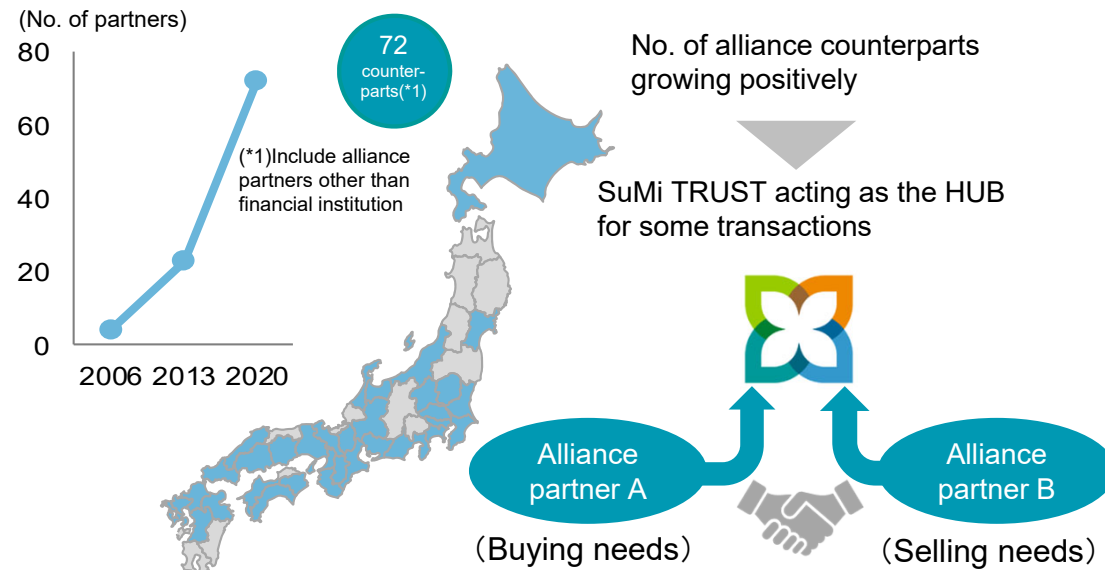 (No. of partners)
80
60
40
20
0
2006 2013 2020
72
counter-
parts(*1)
(*1)Include alliance
partners other than
financial institution
No. of alliance counterparts
growing positively
SuMi TRUST acting as the HUB
for some transactions
Alliance
partner A
（Buying needs）
Alliance
partner B
（Selling needs）